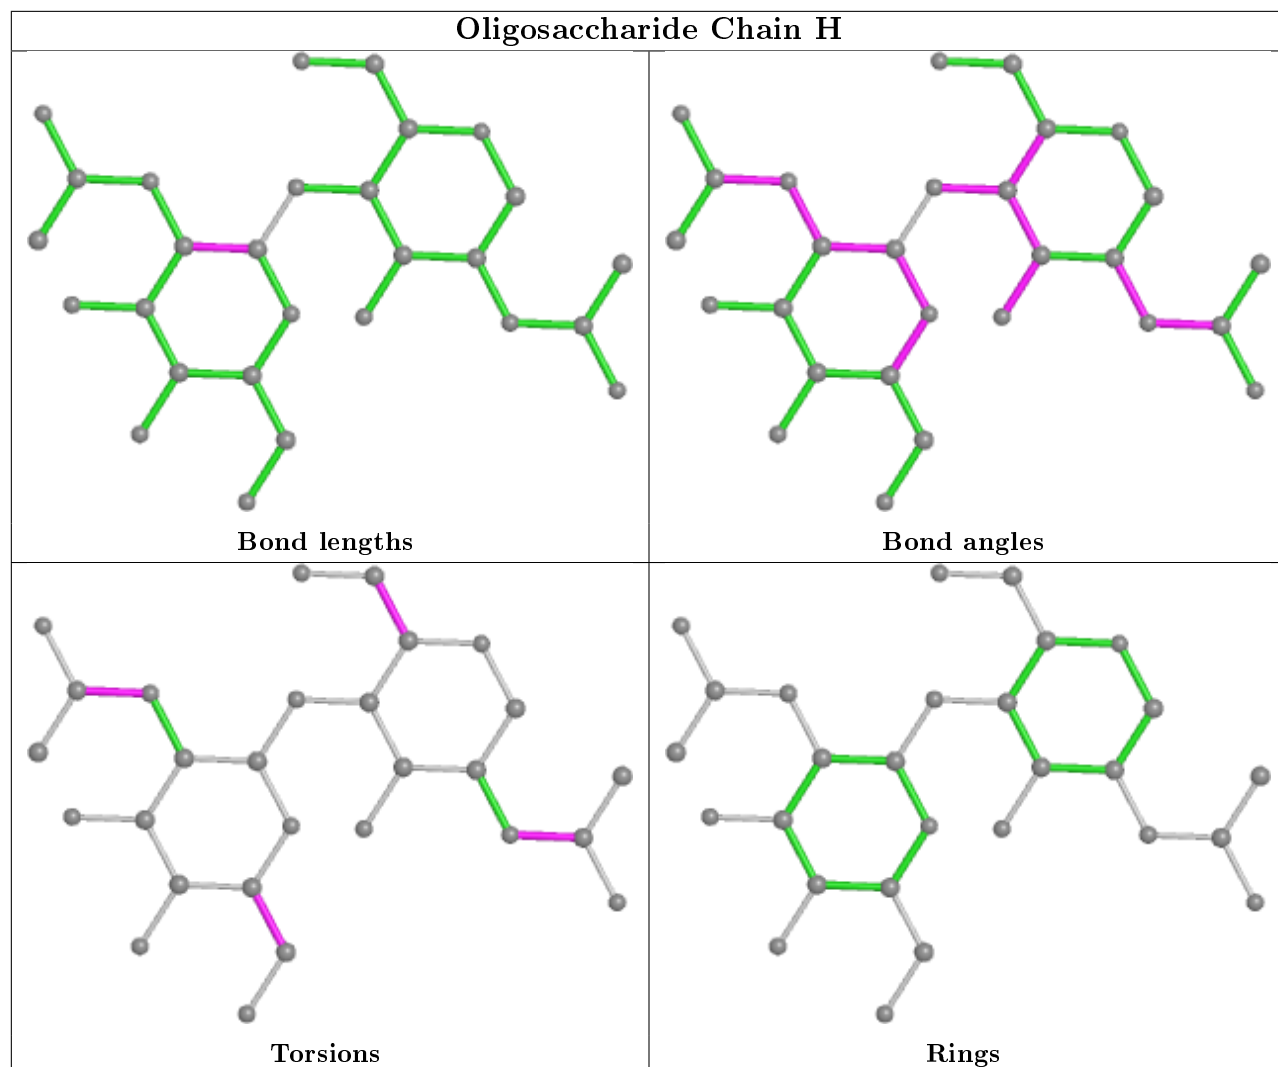 Oligosaccharide Chain H
Bond lengths
Bond angles
Torsions
Rings